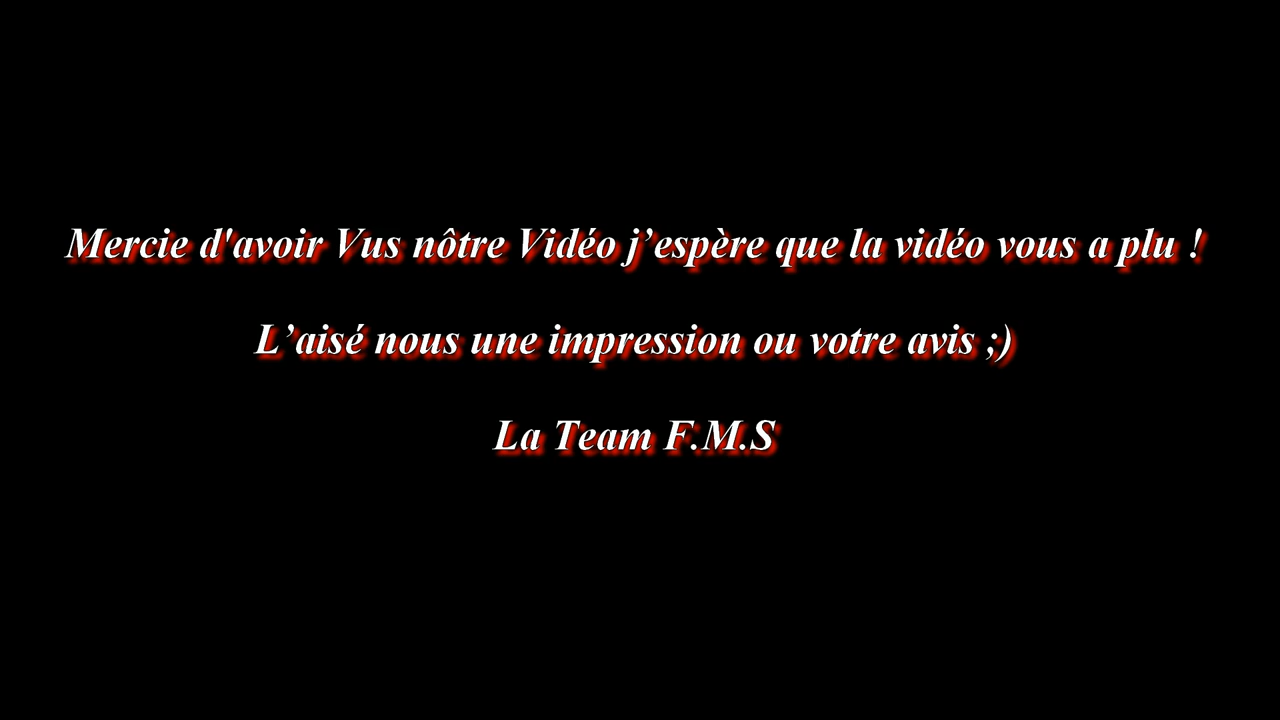 Mercie d'avoir Vus nôtre Vidéo j’espère que la vidéo vous a plu !
L’aisé nous une impression ou votre avis ;)
La Team F.M.S